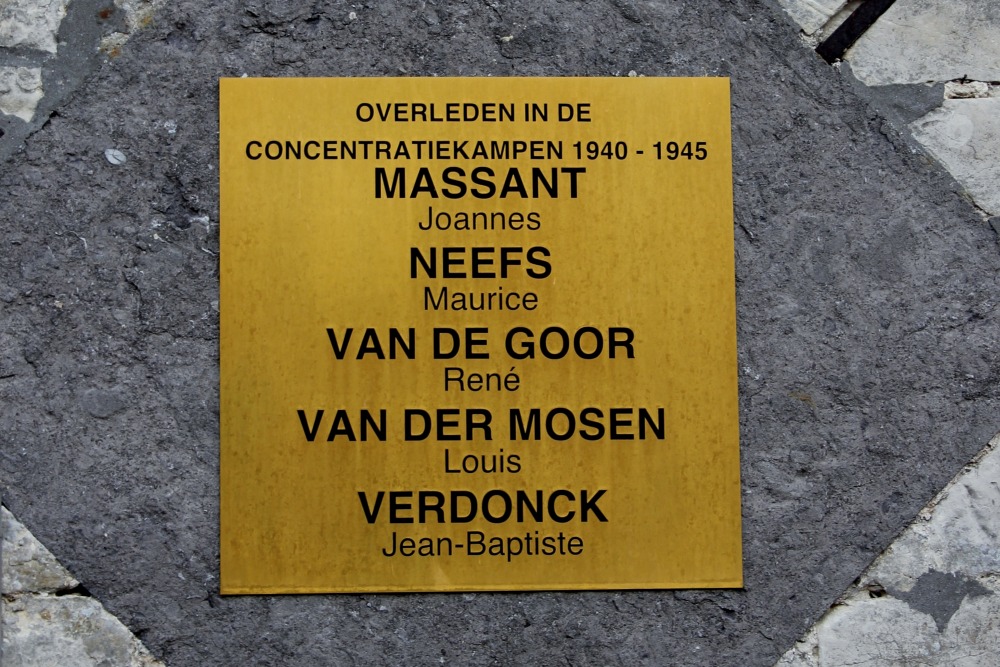 OVERLEDEN IN DE
CONCENTRATIEKAMPEN 1940 - 1945
MASSANT
Joannes
NEEFS
Maurice
VAN DE GOOR
René
VAN DER MOSEN
Louis
VERDONCK
Jean-Baptiste